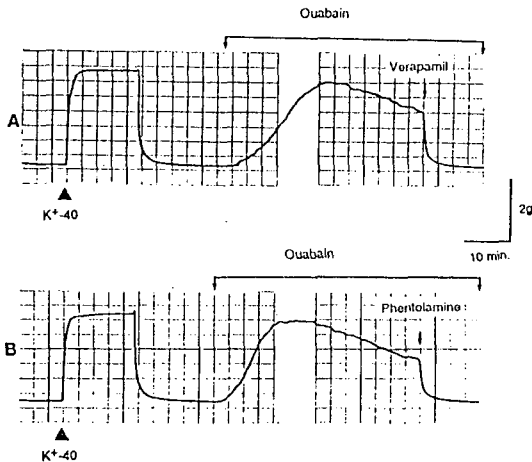 Ouabain
Verapamil
A
K+-40
2g
10 min.
Ouabain
Phentolamine
B
K+-40